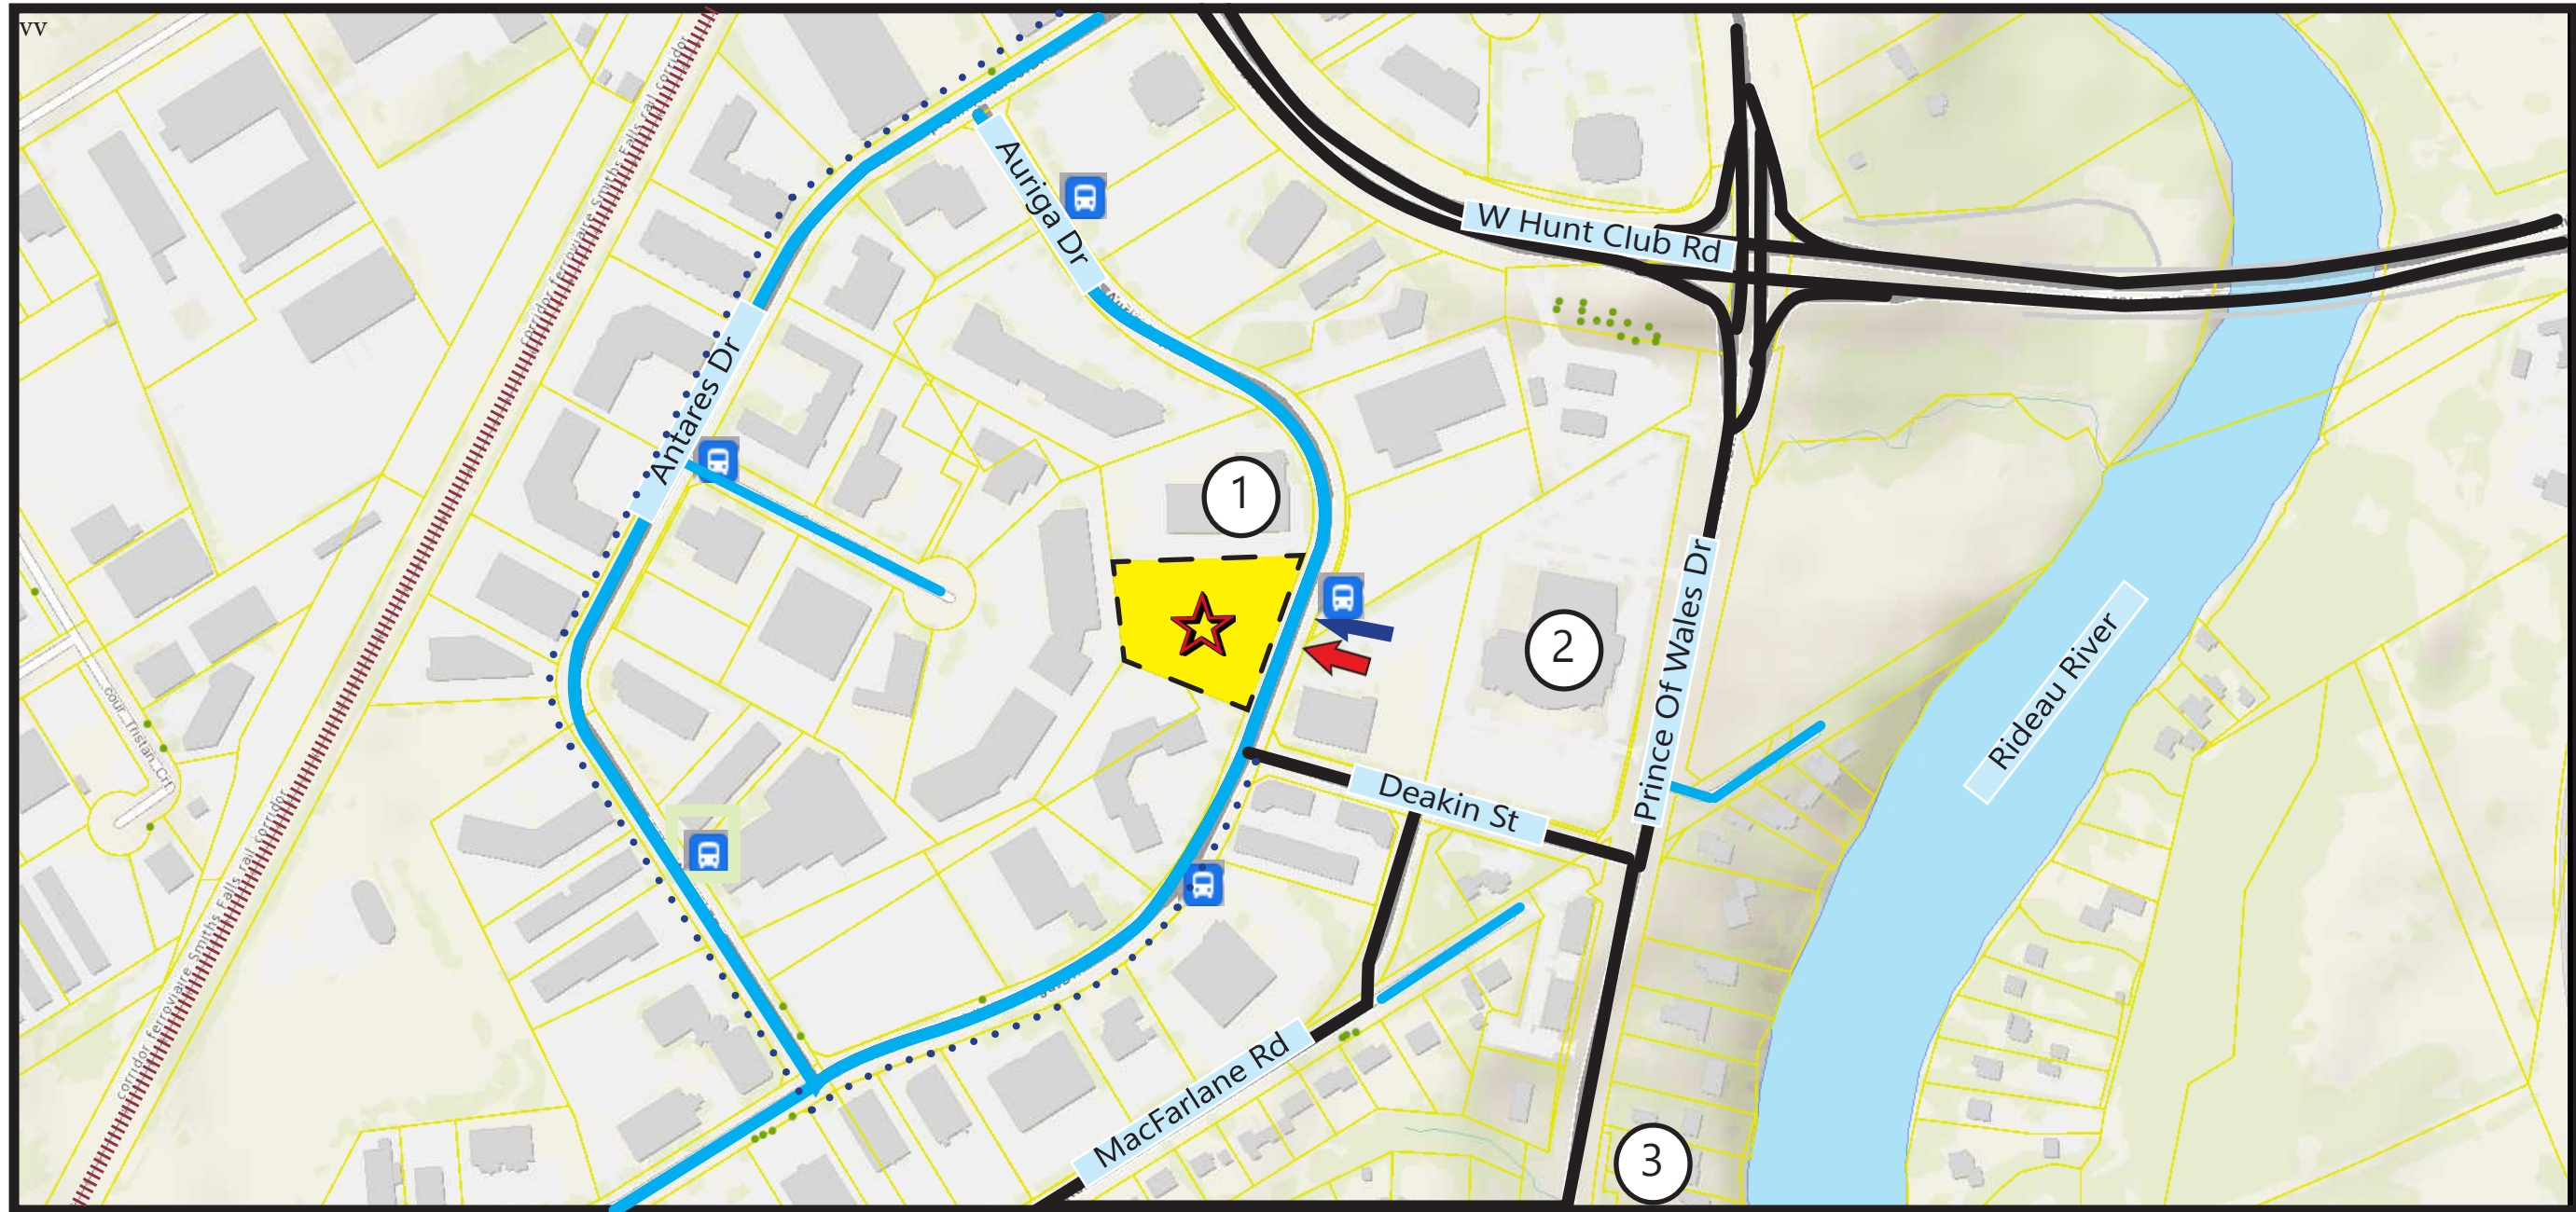 vv
corridor ferroviaire Smiths Falls rail corridor
Auriga Dr
W Hunt Club Rd
Antares Dr
1
2
Prince Of Wales Dr
Rideau River
cour Tristan Crt
Deakin St
corridor ferroviaire Smiths Falls rail corridor
MacFarlane Rd
3